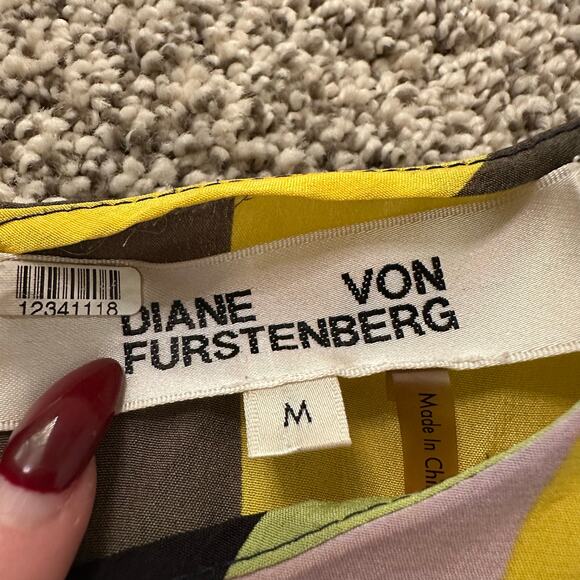 12341118
DIANE VON
FURSTENBERG
M
Made In Chi